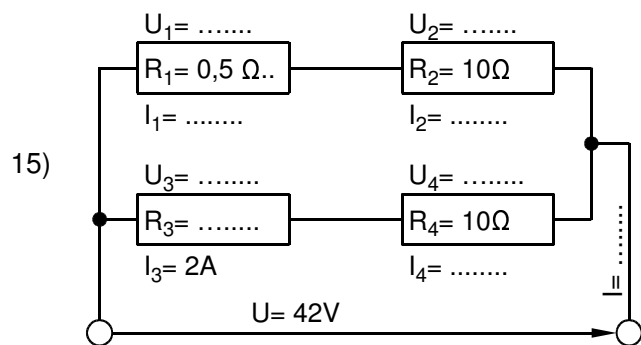 U₁= ........ U₂= ........
R₁= 0,5 Ω.. R₂= 10Ω
I₁= ........ I₂= ........
15)
U₃= ........ U₄= ........
R₃= ........ R₄= 10Ω
I₃= 2A I₄= ........
I= ........
U= 42V